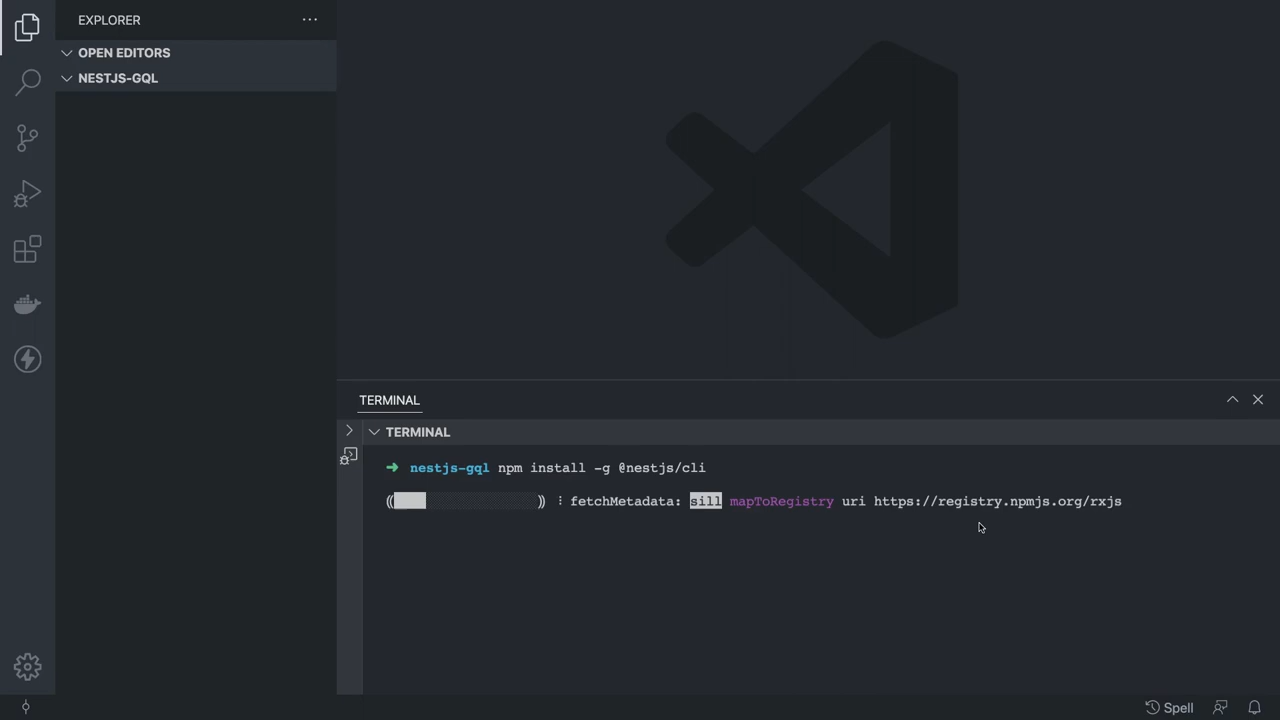 EXPLORER
OPEN EDITORS
NESTJS-GQL
TERMINAL
TERMINAL
➜ nestjs-gql npm install -g @nestjs/cli
fetchMetadata: sill mapToRegistry uri https://registry.npmjs.org/rxjs
Spell